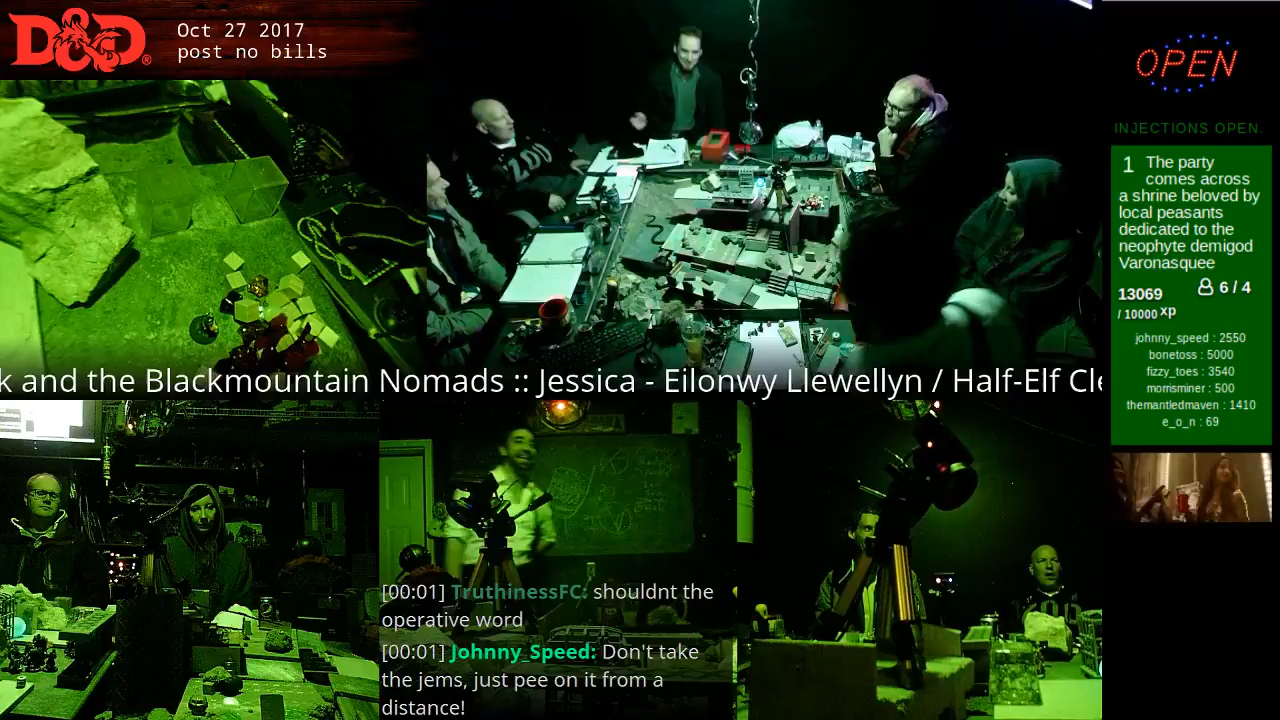 D&D®
Oct 27 2017
post no bills
OPEN
INJECTIONS OPEN.
1 The party
comes across
a shrine beloved by
local peasants
dedicated to the
neophyte demigod
Varonasquee
13069
/ 10000 xp
6 / 4
johnny_speed : 2550
bonetoss : 5000
fizzy_toes : 3540
morrisminer : 500
themantledmaven : 1410
e_o_n : 69
k and the Blackmountain Nomads :: Jessica - Eilonwy Llewellyn / Half-Elf Cle
[00:01] TruthinessFC: shouldnt the
operative word
[00:01] Johnny_Speed: Don't take
the jems, just pee on it from a
distance!